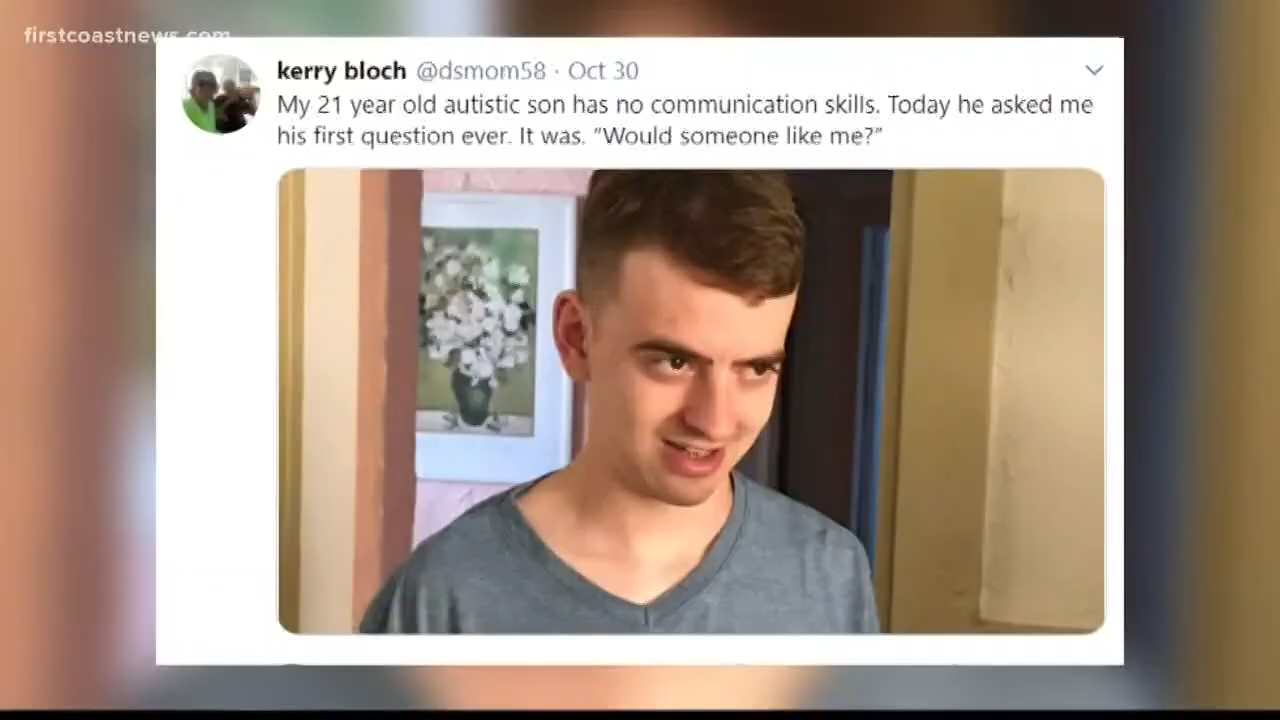 firstcoastnews.com
kerry bloch @dsmom58 · Oct 30
My 21 year old autistic son has no communication skills. Today he asked me
his first question ever. It was. "Would someone like me?"